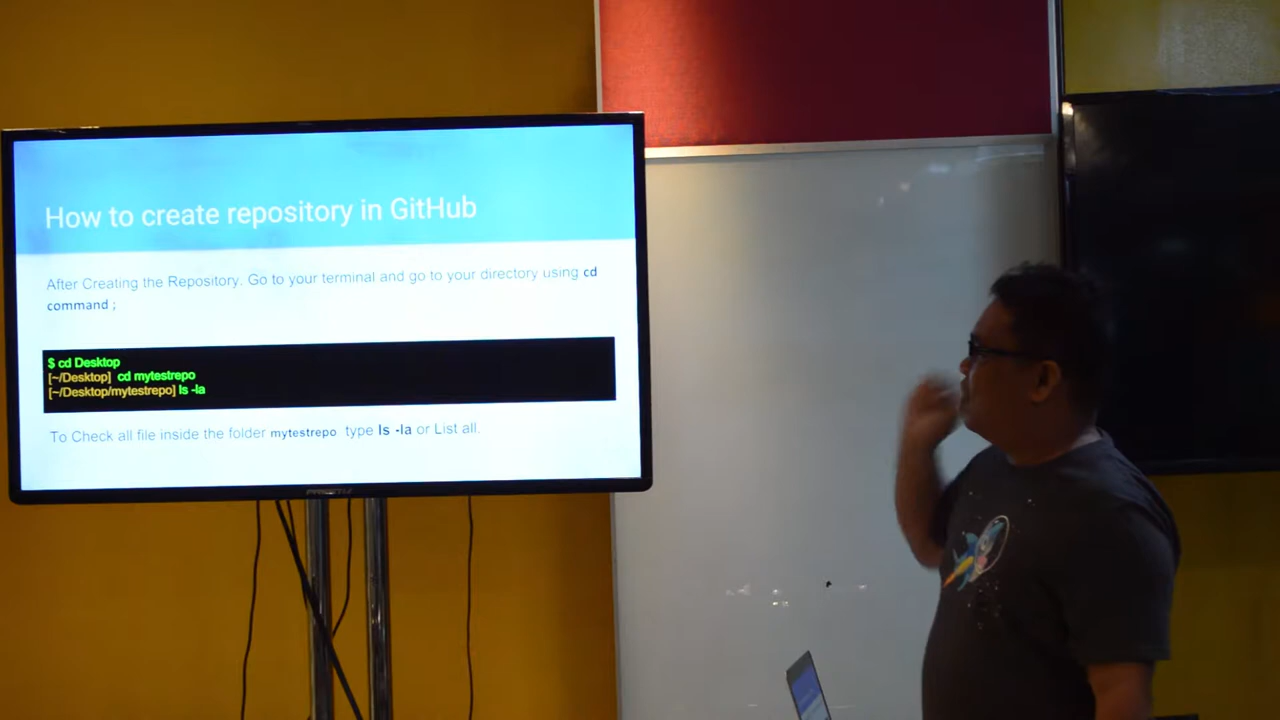 How to create repository in GitHub
After Creating the Repository. Go to your terminal and go to your directory using cd
command ;
$ cd Desktop
[~/Desktop] cd mytestrepo
[~/Desktop/mytestrepo] ls -la
To Check all file inside the folder mytestrepo type ls -la or List all.